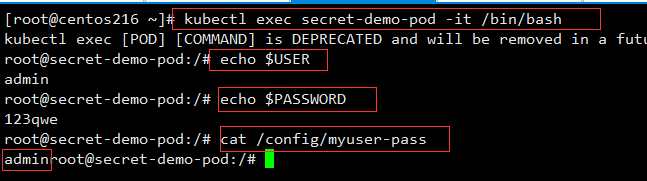 [root@centos216 ~]# kubectl exec secret-demo-pod -it /bin/bash
kubectl exec [POD] [COMMAND] is DEPRECATED and will be removed in a futu
root@secret-demo-pod:/# echo $USER
admin
root@secret-demo-pod:/# echo $PASSWORD
123qwe
root@secret-demo-pod:/# cat /config/myuser-pass
adminroot@secret-demo-pod:/#